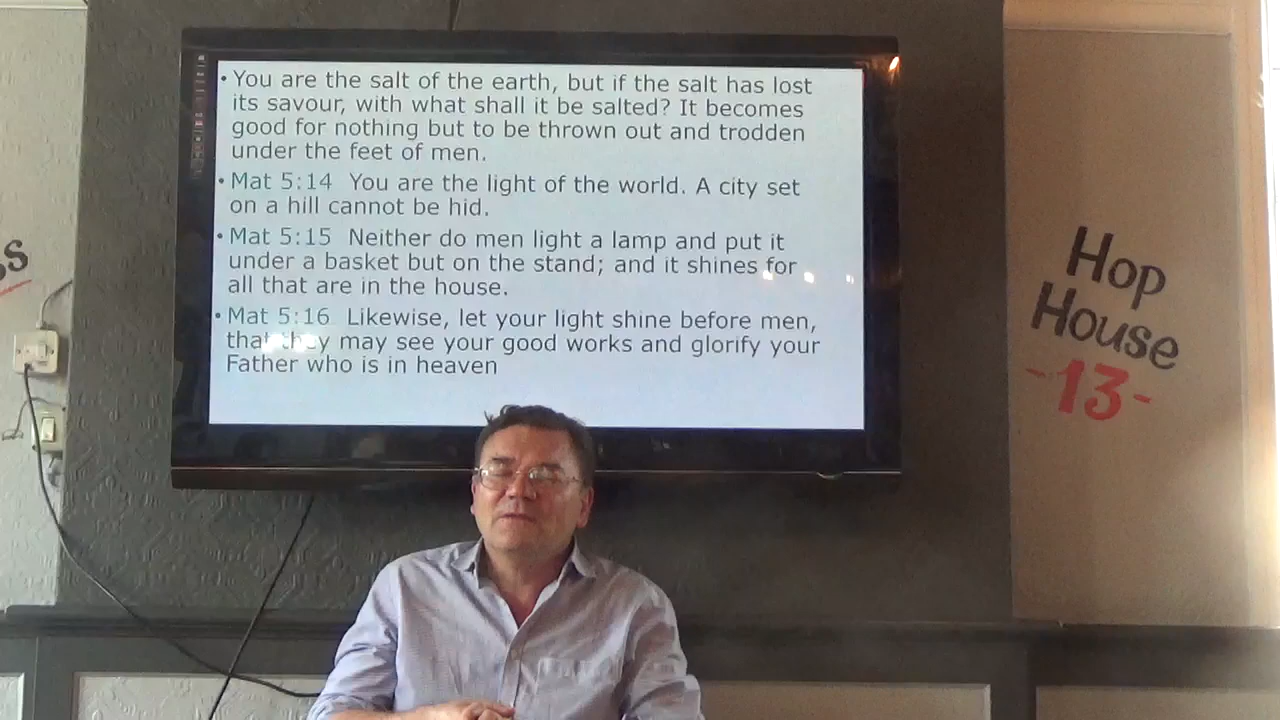 • You are the salt of the earth, but if the salt has lost
its savour, with what shall it be salted? It becomes
good for nothing but to be thrown out and trodden
under the feet of men.
• Mat 5:14 You are the light of the world. A city set
on a hill cannot be hid.
• Mat 5:15 Neither do men light a lamp and put it
under a basket but on the stand; and it shines for
all that are in the house.
• Mat 5:16 Likewise, let your light shine before men,
that they may see your good works and glorify your
Father who is in heaven
Hop
House
-13-